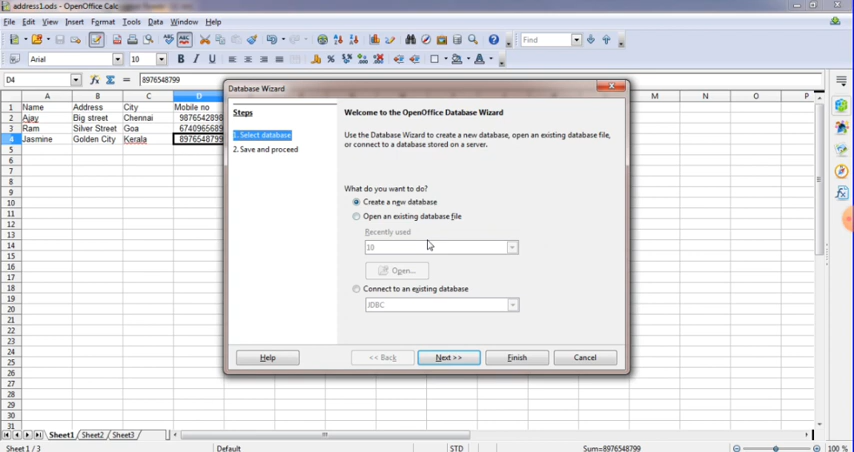 address1.ods - OpenOffice Calc
File Edit View Insert Format Tools Data Window Help
Find
Arial 10
D4 8976548799
A B C D M N O P
1 Name Address City Mobile no
2 Ajay Big street Chennai 9876542898
3 Ram Silver Street Goa 6740965689
4 Jasmine Golden City Kerala 8976548799
5
6
7
8
9
10
11
12
13
14
15
16
17
18
19
20
21
22
23
24
25
26
27
28
29
30
31
Database Wizard
Steps
1. Select database
2. Save and proceed
Welcome to the OpenOffice Database Wizard
Use the Database Wizard to create a new database, open an existing database file,
or connect to a database stored on a server.
What do you want to do?
Create a new database
Open an existing database file
Recently used
10
Open...
Connect to an existing database
JDBC
Help << Back Next >> Finish Cancel
Sheet1 Sheet2 Sheet3
Sheet 1 / 3 Default STD Sum=8976548799 100 %